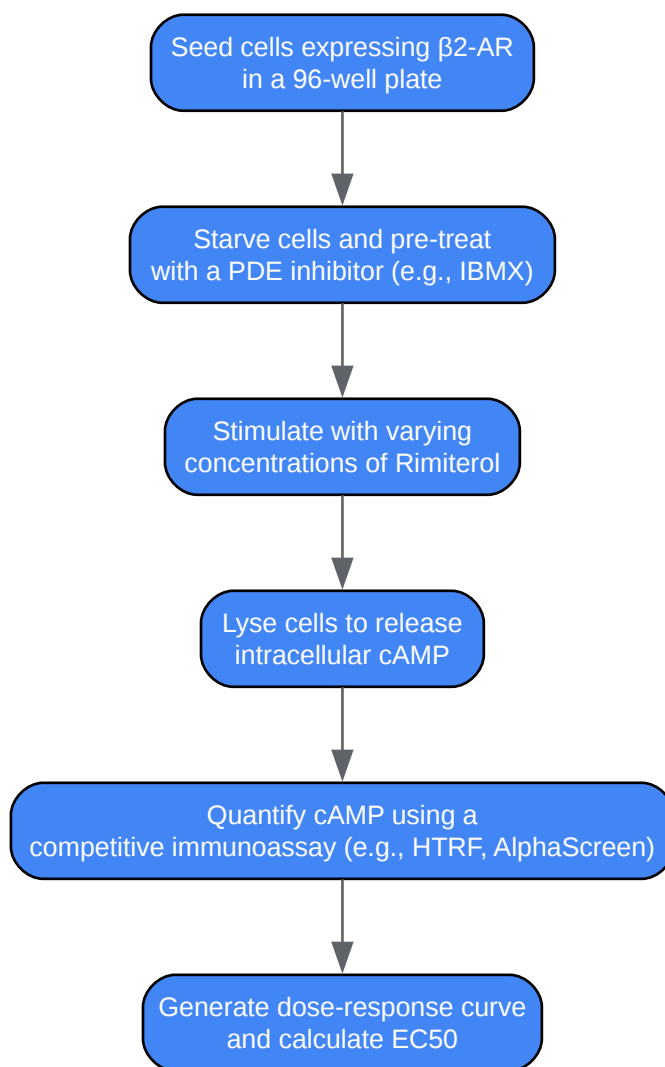 Seed cells expressing β2-AR
in a 96-well plate
Starve cells and pre-treat
with a PDE inhibitor (e.g., IBMX)
Stimulate with varying
concentrations of Rimiterol
Lyse cells to release
intracellular cAMP
Quantify cAMP using a
competitive immunoassay (e.g., HTRF, AlphaScreen)
Generate dose-response curve
and calculate EC50